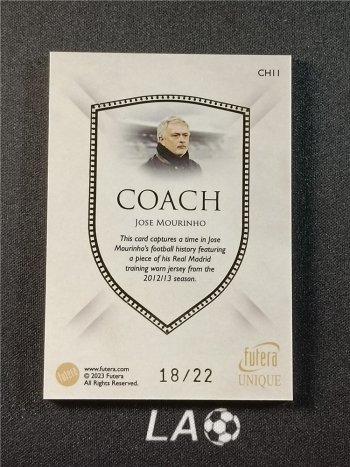 CH11
COACH
JOSE MOURINHO
This card captures a time in Jose
Mourinho's football history featuring
a piece of his Real Madrid
training worn jersey from the
2012/13 season.
futera
www.futera.com
© 2023 Futera
All Rights Reserved.
18/22
futera
UNIQUE
LA